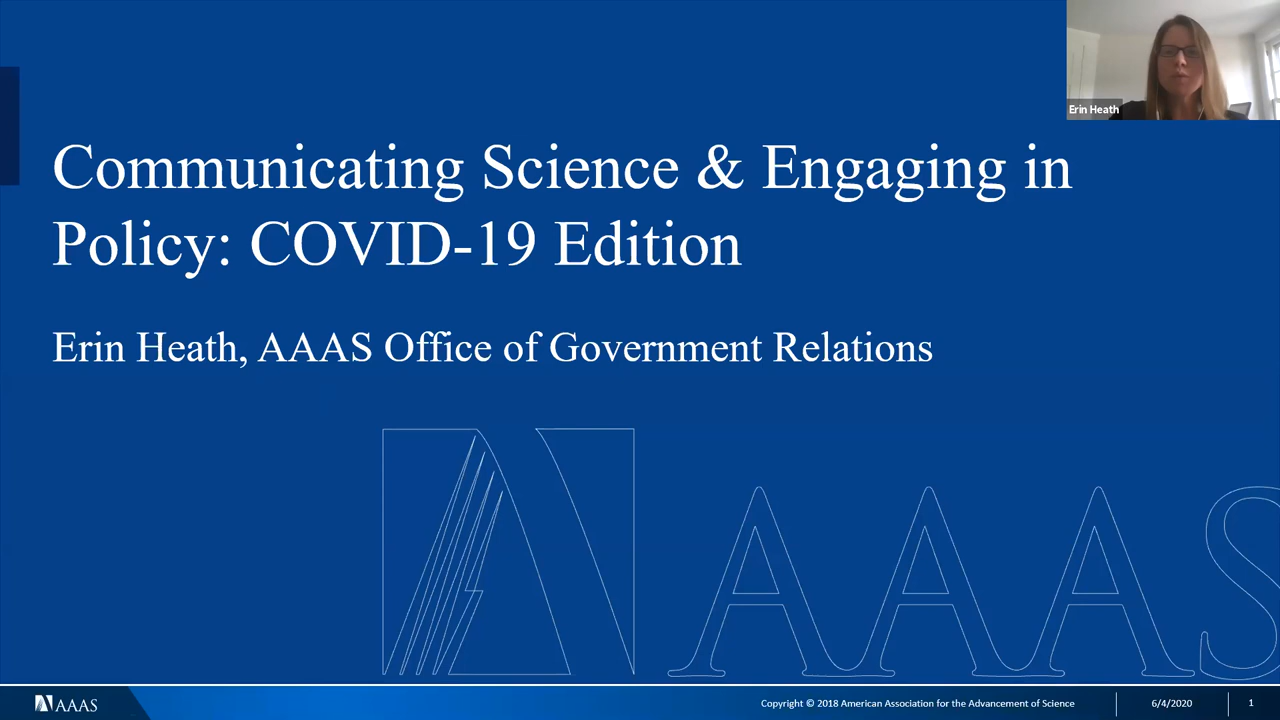 Erin Heath
Communicating Science & Engaging in
Policy: COVID-19 Edition
Erin Heath, AAAS Office of Government Relations
AAAS
AAAS
Copyright © 2018 American Association for the Advancement of Science
6/4/2020
1